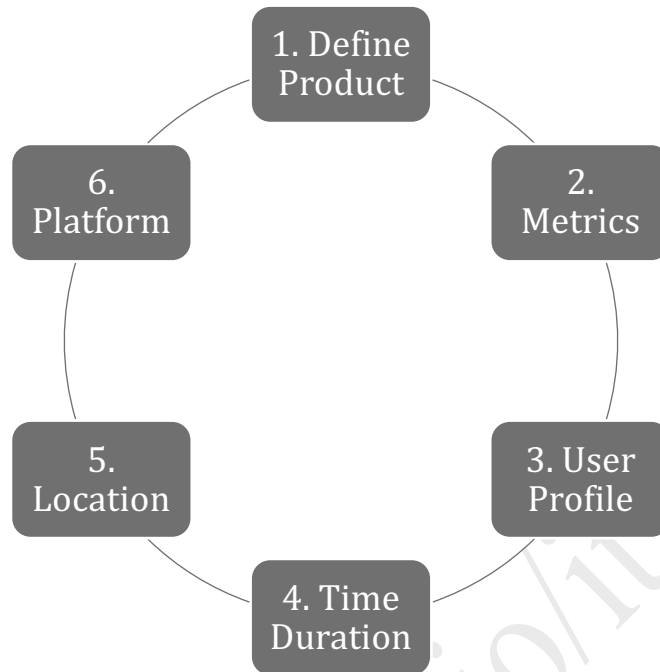 1. Define
Product
2.
Metrics
3. User
Profile
4. Time
Duration
5.
Location
6.
Platform